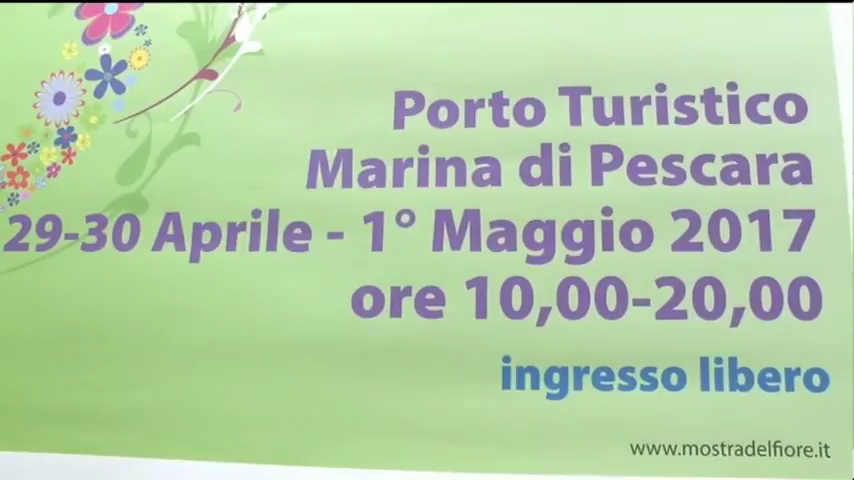 Porto Turistico
Marina di Pescara
29-30 Aprile - 1° Maggio 2017
ore 10,00-20,00
ingresso libero
www.mostradelfiore.it